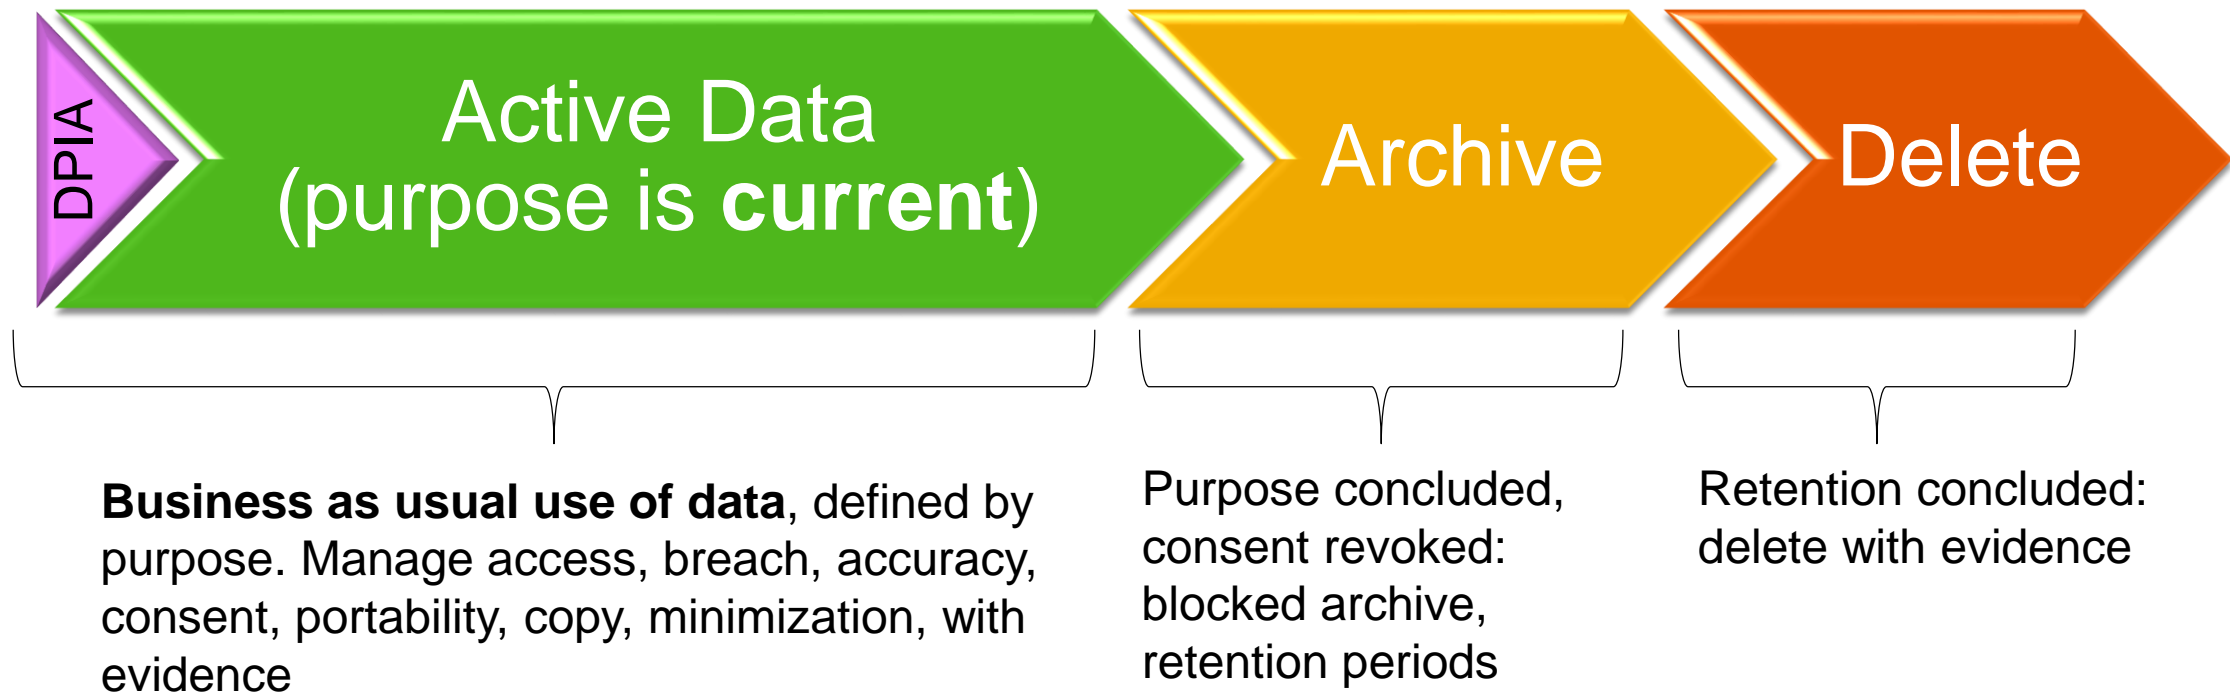 DPIA
Active Data
(purpose is current)
Archive
Delete
Business as usual use of data, defined by
purpose. Manage access, breach, accuracy,
consent, portability, copy, minimization, with
evidence
Purpose concluded,
consent revoked:
blocked archive,
retention periods
Retention concluded:
delete with evidence